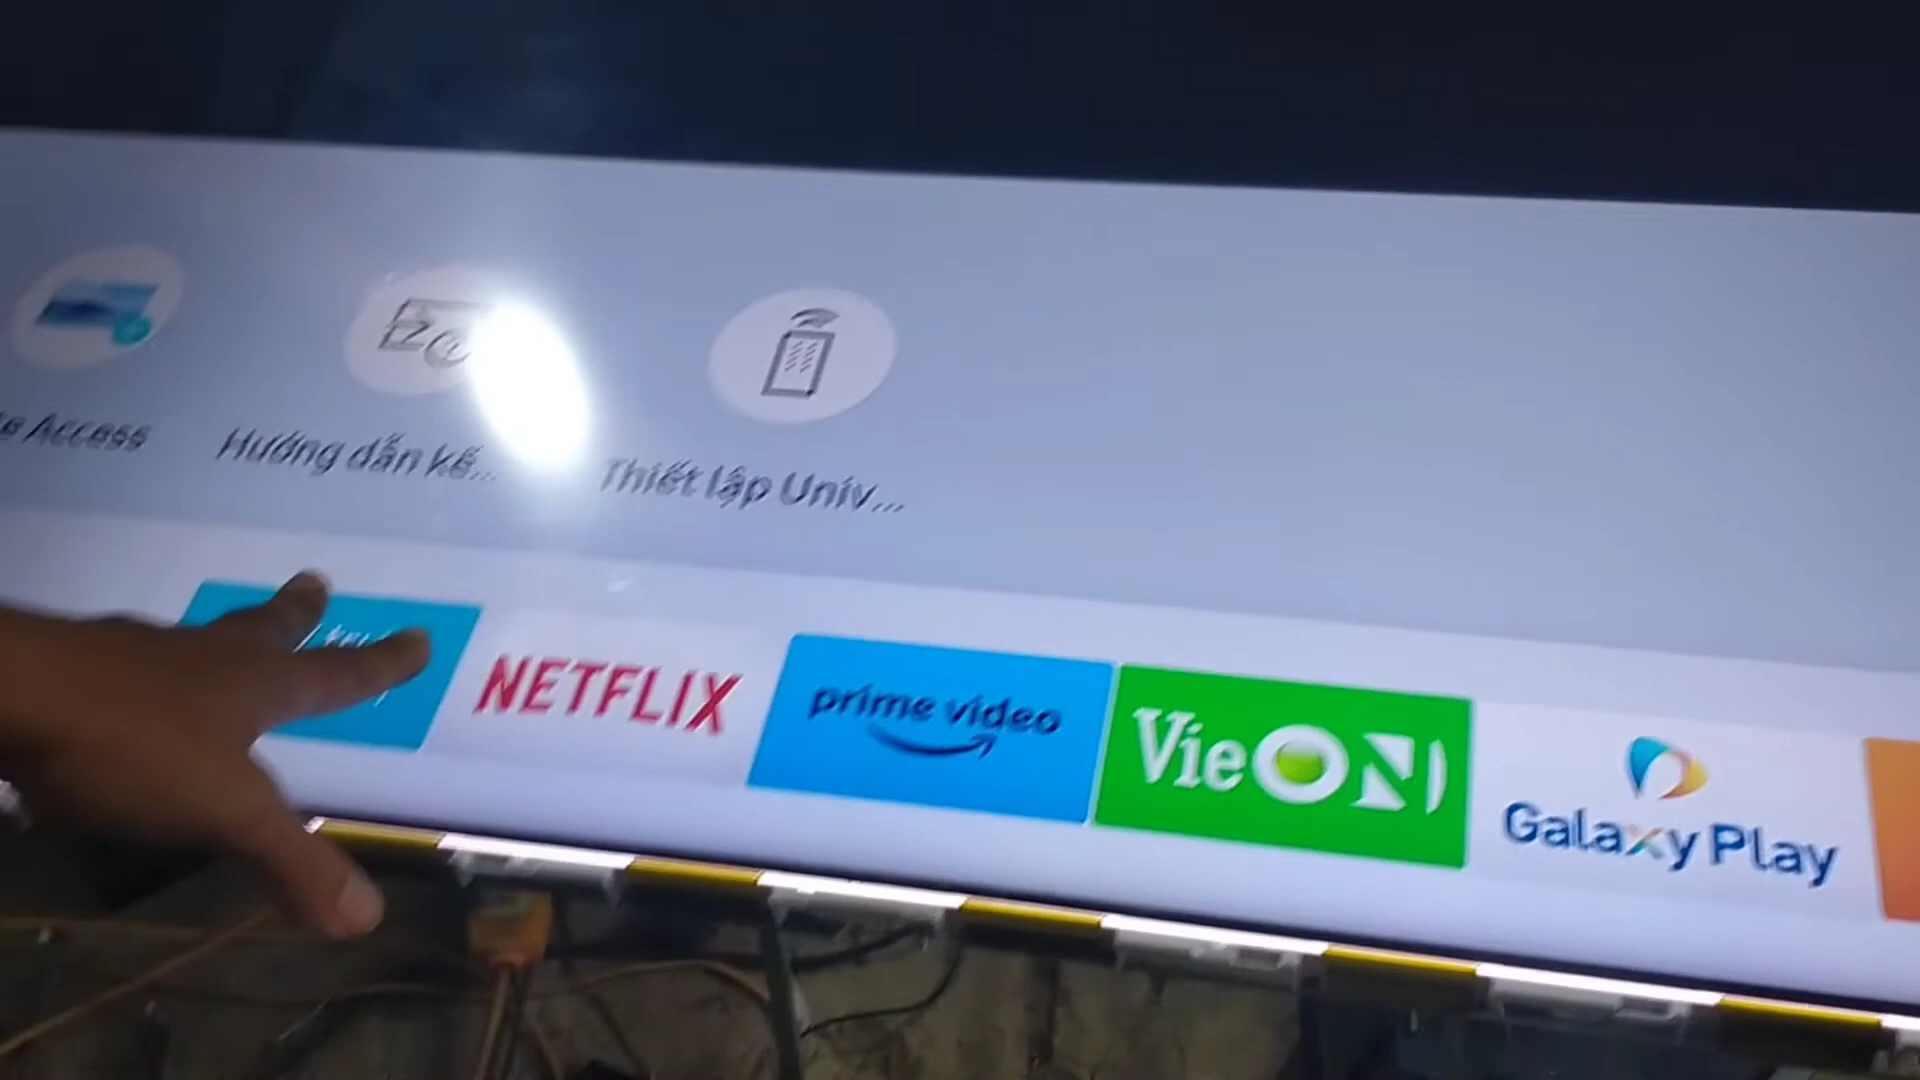 Access
Hướng dẫn kế...
Thiết lập Univ...
NETFLIX
prime video
VieON
Galaxy Play